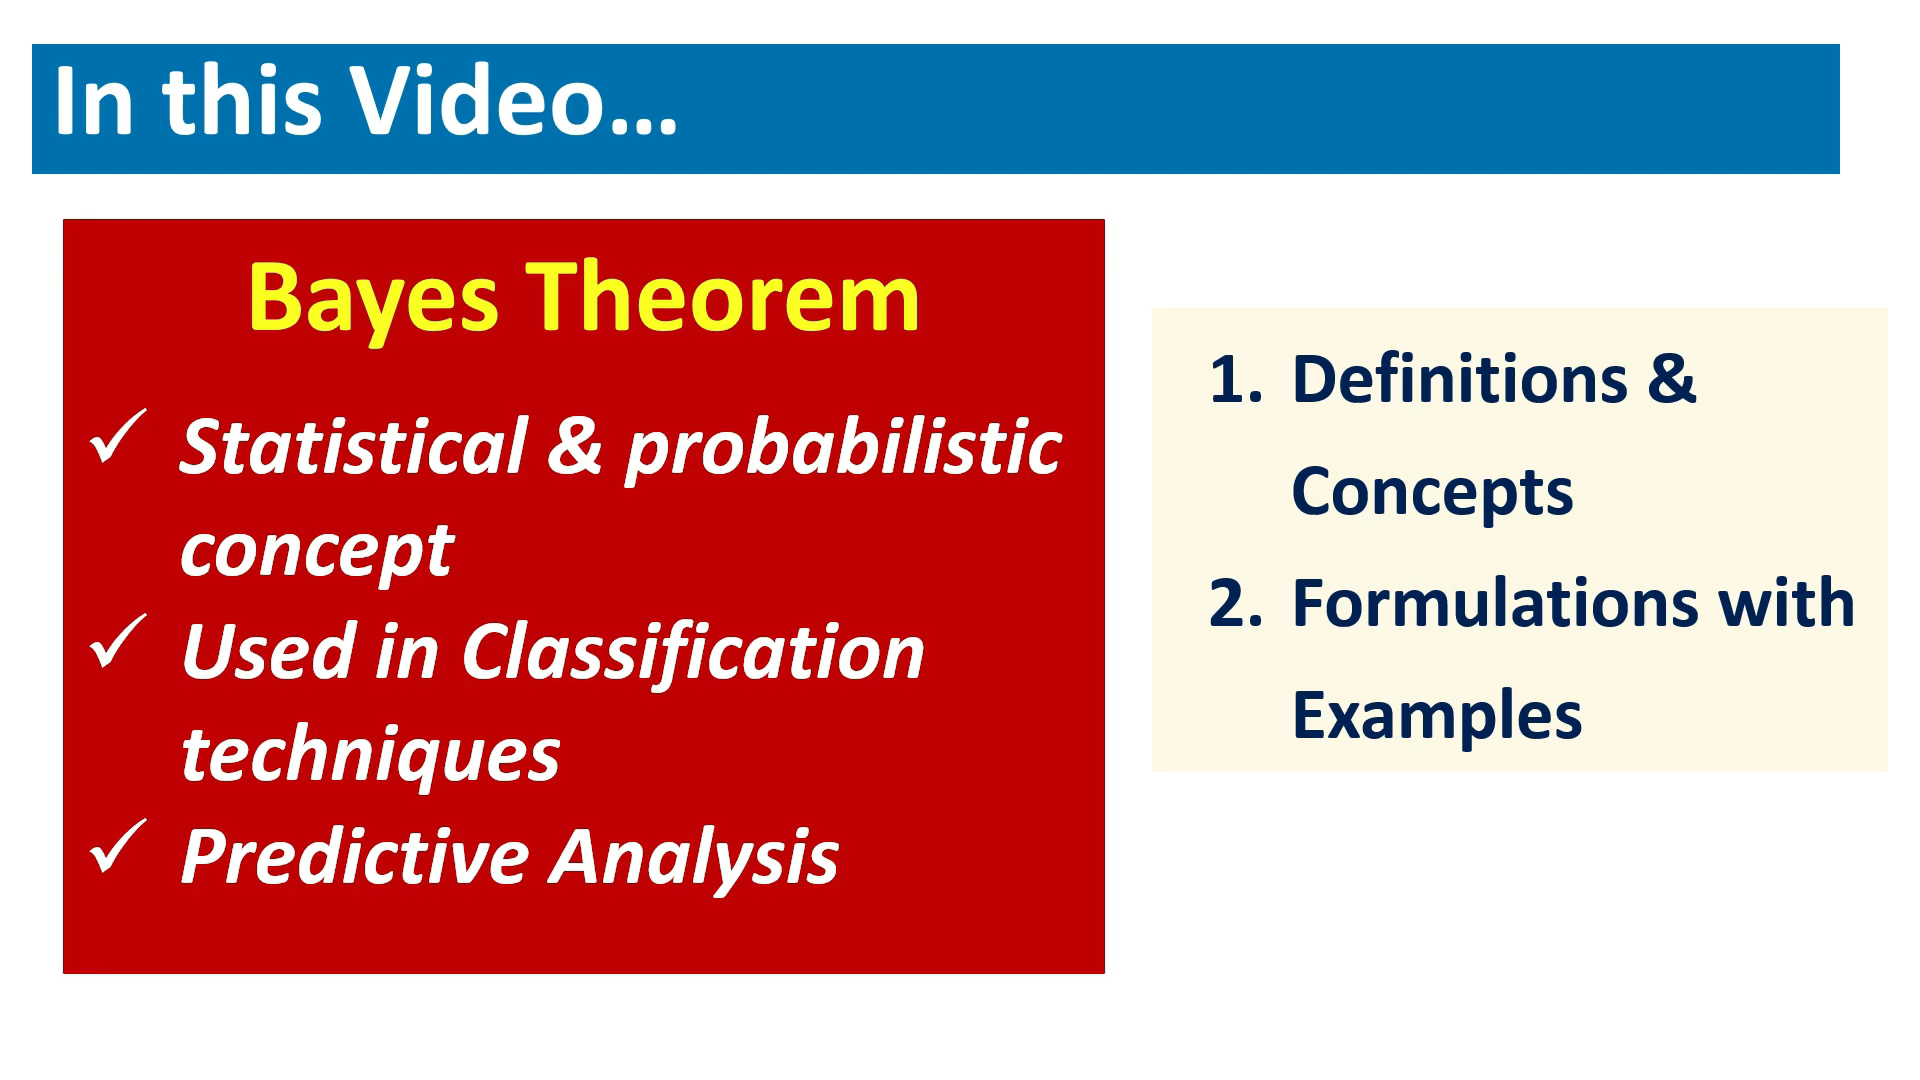 In this Video…
Bayes Theorem
✓ Statistical & probabilistic
concept
✓ Used in Classification
techniques
✓ Predictive Analysis
1. Definitions &
Concepts
2. Formulations with
Examples